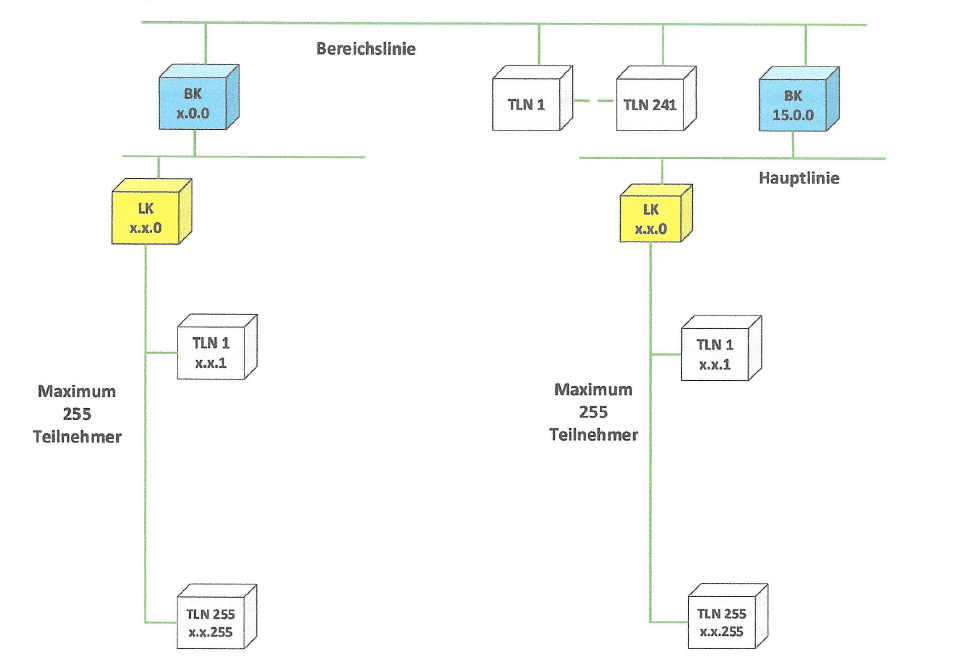 Bereichslinie
BK
x.0.0
TLN 1
TLN 241
BK
15.0.0
Hauptlinie
LK
x.x.0
LK
x.x.0
TLN 1
x.x.1
TLN 1
x.x.1
Maximum
255
Teilnehmer
Maximum
255
Teilnehmer
TLN 255
x.x.255
TLN 255
x.x.255